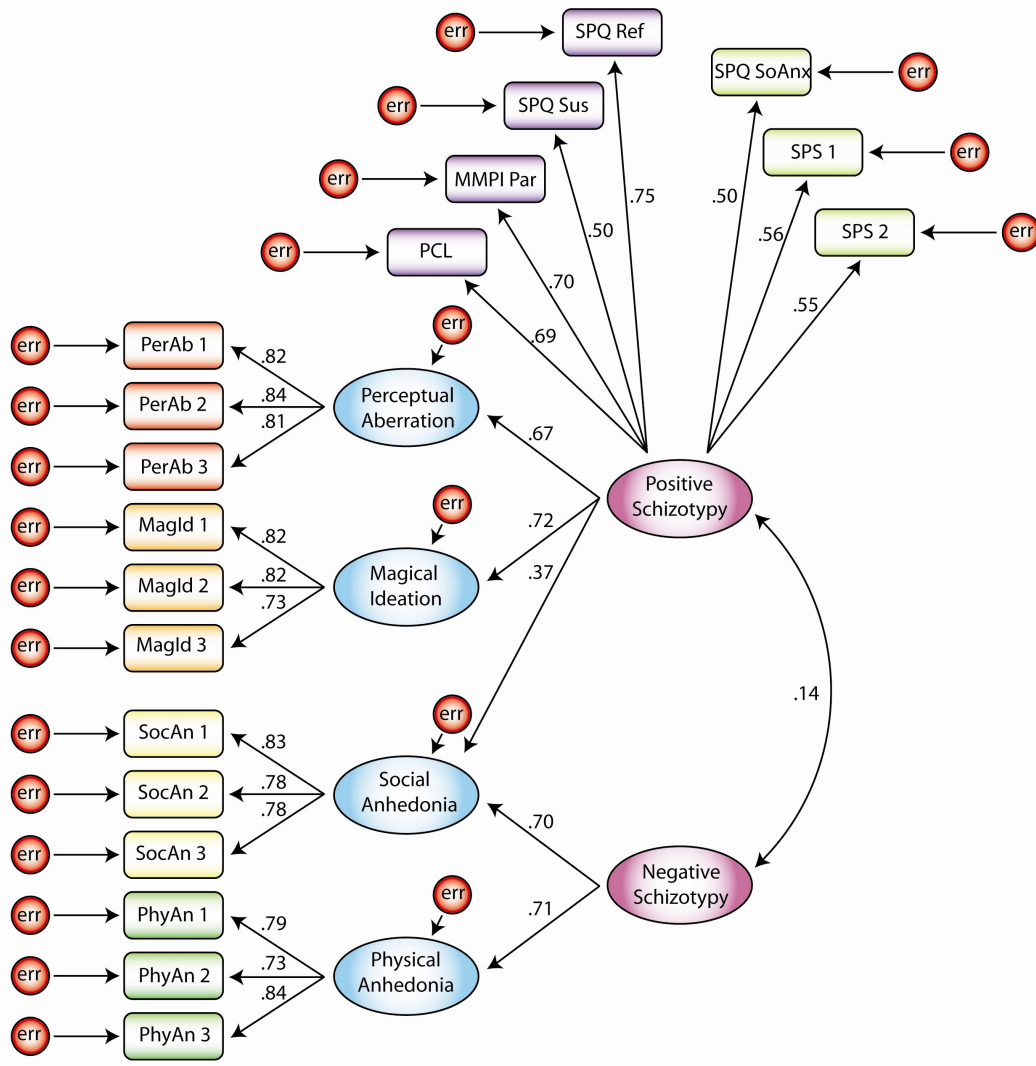 err
SPQ Ref
SPQ SoAnx
err
err
SPQ Sus
SPS 1
err
err
MMPI Par
SPS 2
err
err
PCL
.75
.50
.50
.56
.70
.55
.69
err
PerAb 1
err
PerAb 2
err
PerAb 3
.82
.84
.81
err
Perceptual
Aberration
.67
err
MagId 1
err
MagId 2
err
MagId 3
.82
.82
.73
err
Magical
Ideation
.72
.37
Positive
Schizotypy
.14
err
SocAn 1
err
SocAn 2
err
SocAn 3
.83
.78
.78
err
Social
Anhedonia
.70
Negative
Schizotypy
.71
err
PhyAn 1
err
PhyAn 2
err
PhyAn 3
.79
.73
.84
err
Physical
Anhedonia